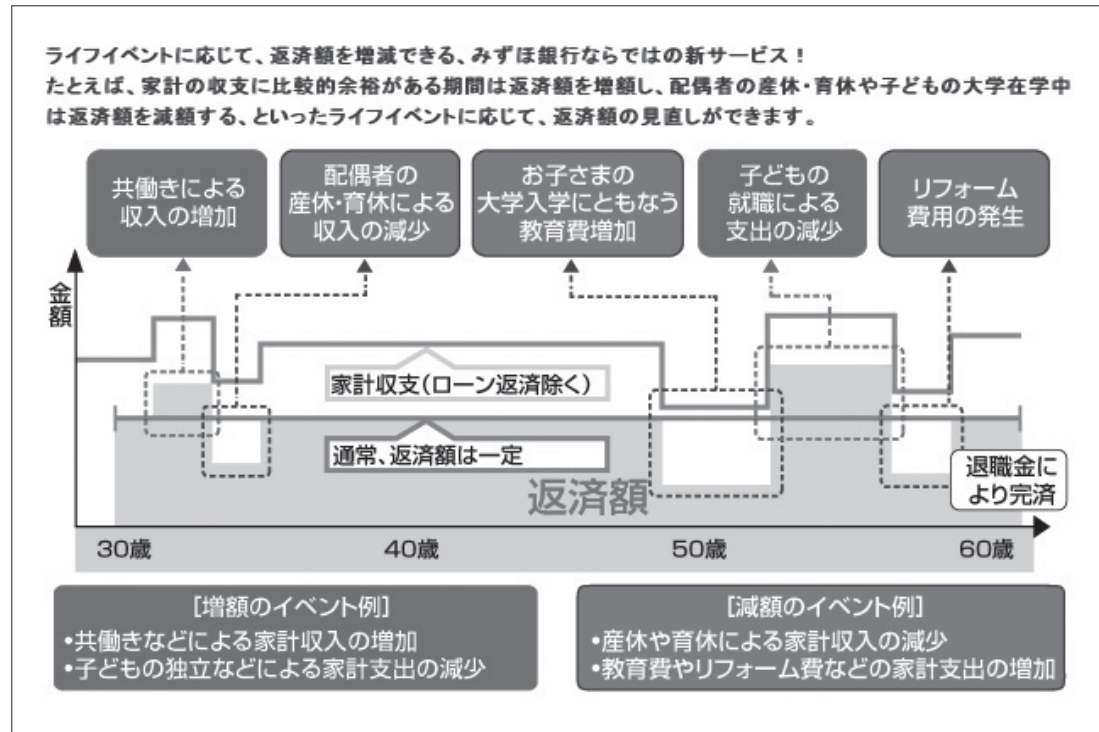 ライフイベントに応じて、返済額を増減できる、みずほ銀行ならではの新サービス！
たとえば、家計の収支に比較的余裕がある期間は返済額を増額し、配偶者の産休・育休や子どもの大学在学中
は返済額を減額する、といったライフイベントに応じて、返済額の見直しができます。
共働きによる
収入の増加
配偶者の
産休・育休による
収入の減少
お子さまの
大学入学にともなう
教育費増加
子どもの
就職による
支出の減少
リフォーム
費用の発生
金額
家計収支（ローン返済除く）
通常、返済額は一定
返済額
退職金に
より完済
30歳
40歳
50歳
60歳
［増額のイベント例］
•共働きなどによる家計収入の増加
•子どもの独立などによる家計支出の減少
［減額のイベント例］
•産休や育休による家計収入の減少
•教育費やリフォーム費などの家計支出の増加